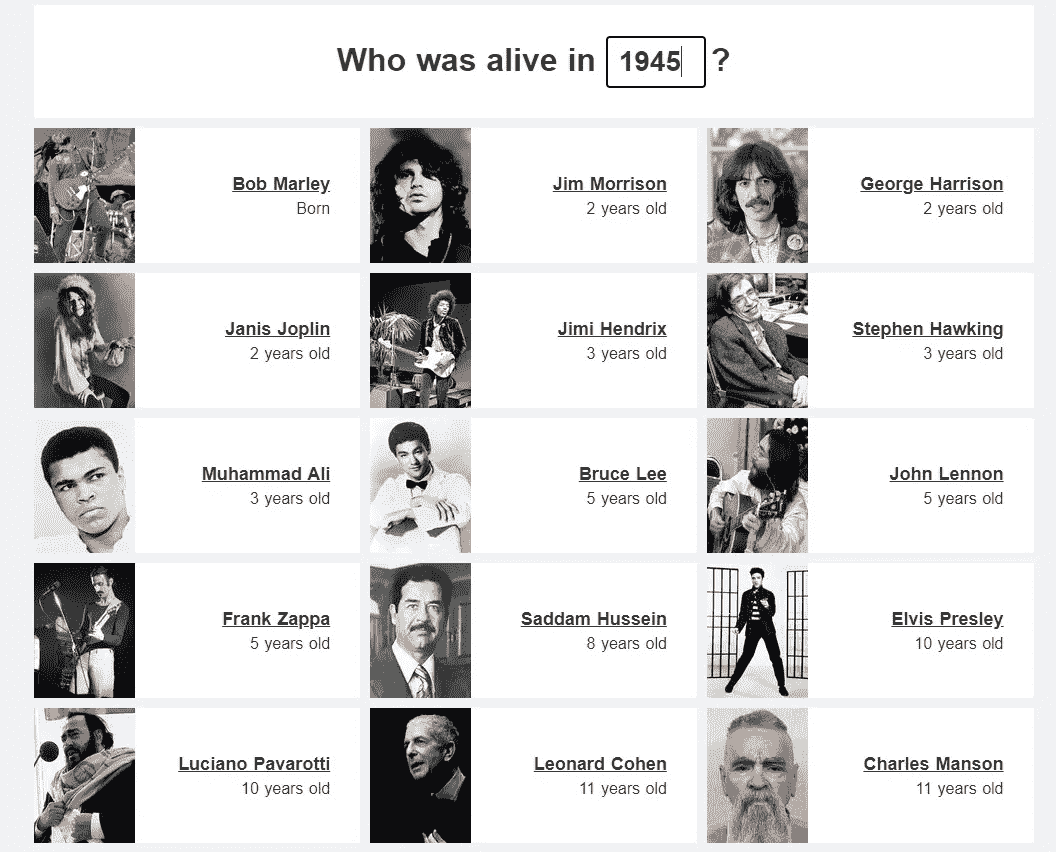 Who was alive in 1945 ?
Bob Marley
Born
Jim Morrison
2 years old
George Harrison
2 years old
Janis Joplin
2 years old
Jimi Hendrix
3 years old
Stephen Hawking
3 years old
Muhammad Ali
3 years old
Bruce Lee
5 years old
John Lennon
5 years old
Frank Zappa
5 years old
Saddam Hussein
8 years old
Elvis Presley
10 years old
Luciano Pavarotti
10 years old
Leonard Cohen
11 years old
Charles Manson
11 years old